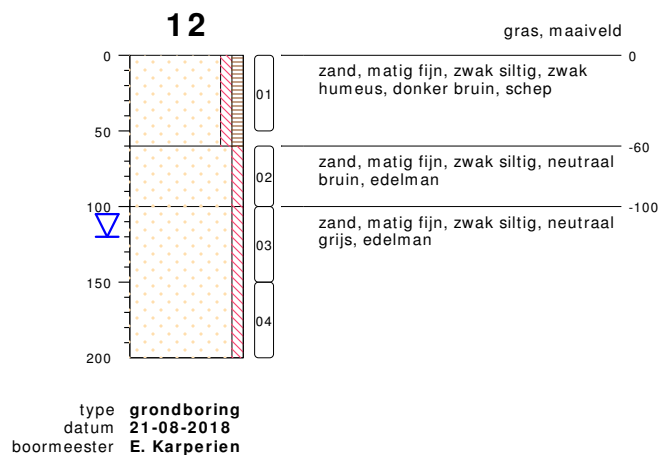 12
gras, maaiveld
0
0
zand, matig fijn, zwak siltig, zwak
humeus, donker bruin, schep
01
50
-60
zand, matig fijn, zwak siltig, neutraal
bruin, edelman
02
100
-100
zand, matig fijn, zwak siltig, neutraal
grijs, edelman
03
150
04
200
type grondboring
datum 21-08-2018
boormeester E. Karperien